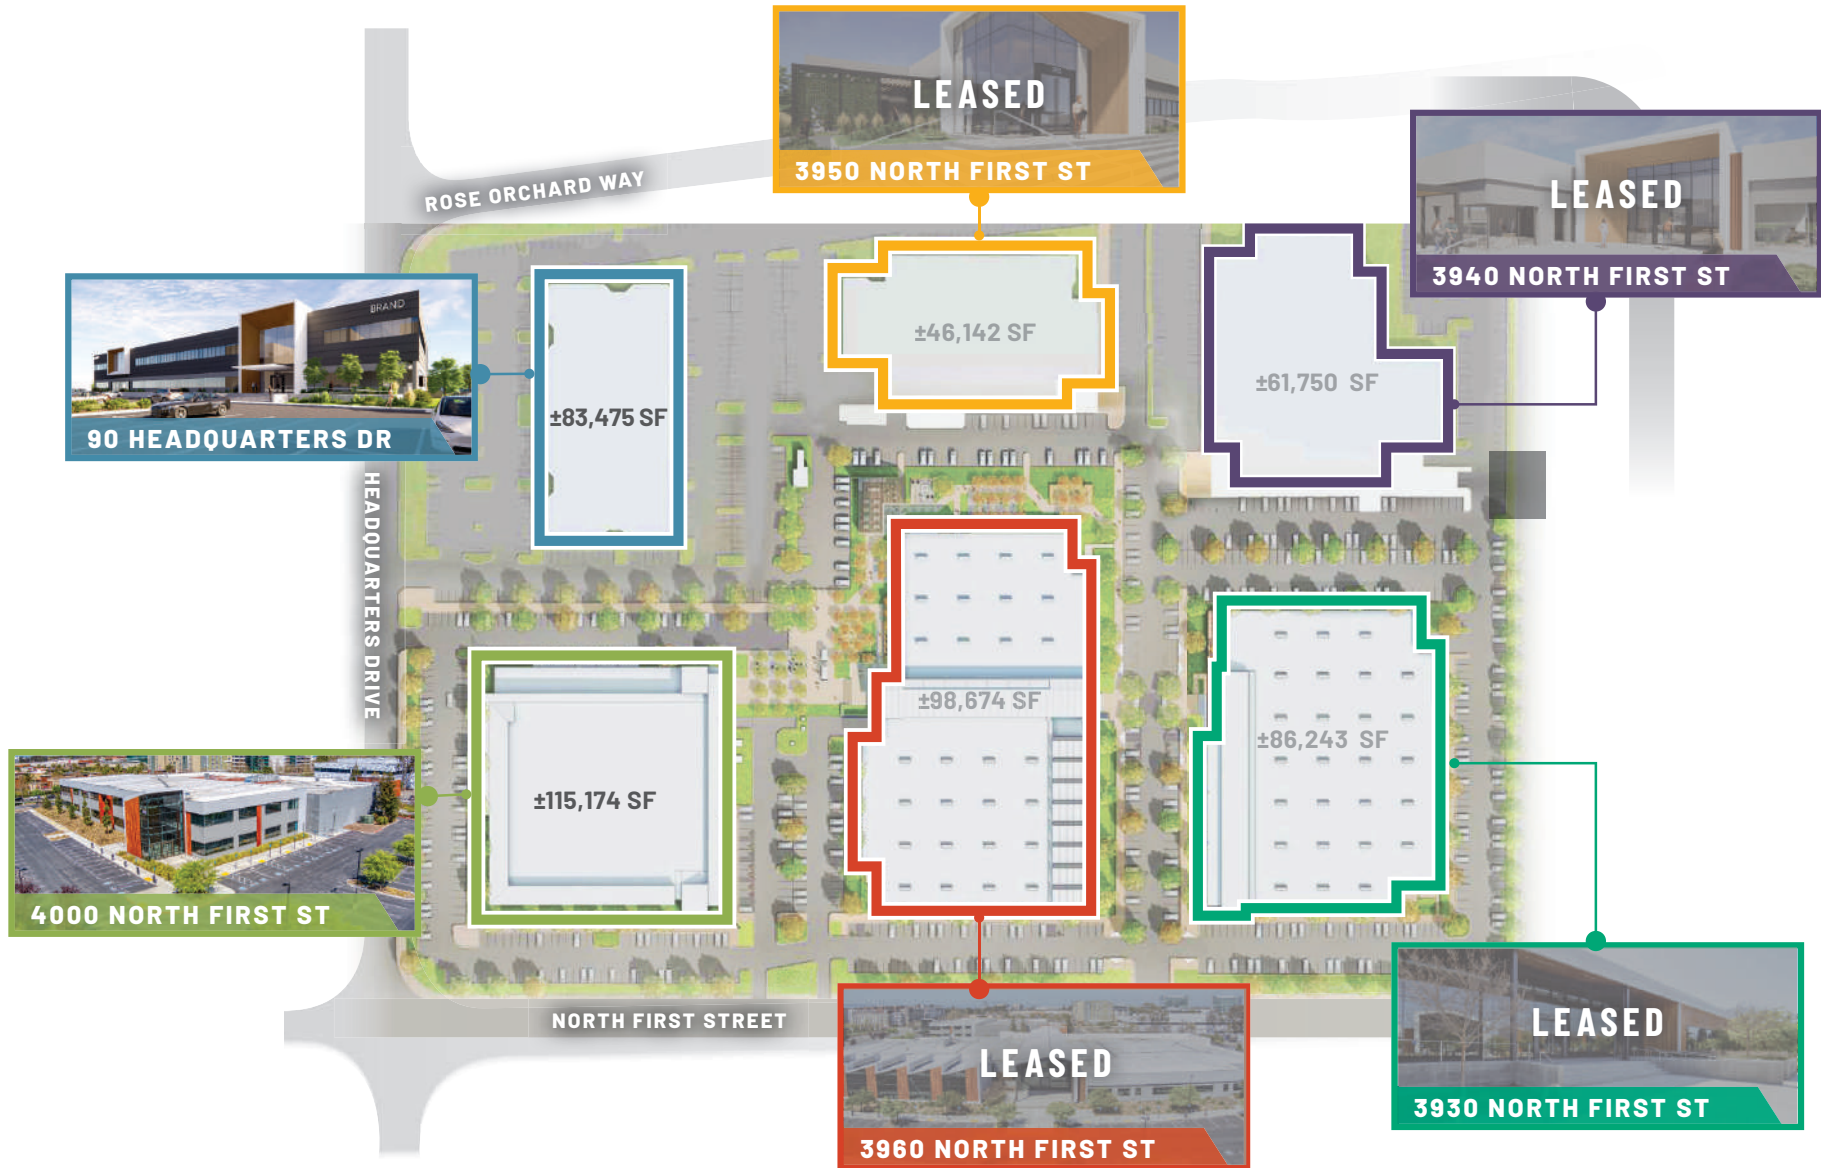 LEASED
3950 NORTH FIRST ST
LEASED
3940 NORTH FIRST ST
ROSE ORCHARD WAY
BRAND
90 HEADQUARTERS DR
±83,475 SF
±46,142 SF
±61,750 SF
HEADQUARTERS DRIVE
±98,674 SF
±86,243 SF
±115,174 SF
4000 NORTH FIRST ST
NORTH FIRST STREET
LEASED
3960 NORTH FIRST ST
LEASED
3930 NORTH FIRST ST